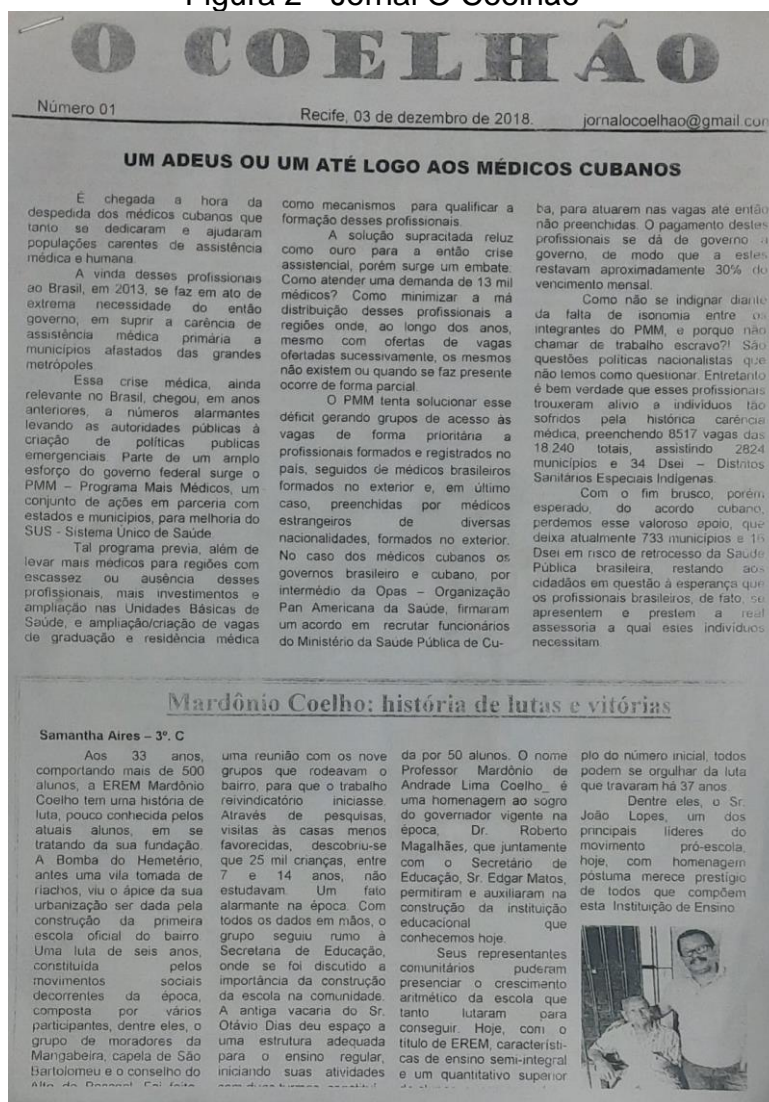 Figura 2 - Jornal O Coelhão
O COELHÃO
Número 01
Recife, 03 de dezembro de 2018.
jornalocoelhao@gmail.com
UM ADEUS OU UM ATÉ LOGO AOS MÉDICOS CUBANOS
É chegada a hora da
despedida dos médicos cubanos que
tanto se dedicaram e ajudaram
populações carentes de assistência
médica e humana.
A vinda desses profissionais
ao Brasil, em 2013, se faz em ato de
extrema necessidade do então
governo, em suprir a carência de
assistência médica primária a
municípios afastados das grandes
metrópoles.
Essa crise médica, ainda
relevante no Brasil, chegou, em anos
anteriores, a números alarmantes
levando as autoridades públicas à
criação de políticas publicas
emergenciais. Parte de um amplo
esforço do governo federal surge o
PMM – Programa Mais Médicos, um
conjunto de ações em parceria com
estados e municípios, para melhoria do
SUS - Sistema Único de Saúde.
Tal programa previa, além de
levar mais médicos para regiões com
escassez ou ausência desses
profissionais, mais investimentos e
ampliação nas Unidades Básicas de
Saúde, e ampliação/criação de vagas
de graduação e residência médica
como mecanismos para qualificar a
formação desses profissionais.
A solução supracitada reluz
como ouro para a então crise
assistencial, porém surge um embate.
Como atender uma demanda de 13 mil
médicos? Como minimizar a má
distribuição desses profissionais a
regiões onde, ao longo dos anos,
mesmo com ofertas de vagas
ofertadas sucessivamente, os mesmos
não existem ou quando se faz presente
ocorre de forma parcial.
O PMM tenta solucionar esse
déficit gerando grupos de acesso às
vagas de forma prioritária a
profissionais formados e registrados no
país, seguidos de médicos brasileiros
formados no exterior e, em último
caso, preenchidas por médicos
estrangeiros de diversas
nacionalidades, formados no exterior.
No caso dos médicos cubanos os
governos brasileiro e cubano, por
intermédio da Opas – Organização
Pan Americana da Saúde, firmaram
um acordo em recrutar funcionários
do Ministério da Saúde Pública de Cu-
ba, para atuarem nas vagas até então
não preenchidas. O pagamento destes
profissionais se dá de governo a
governo, de modo que a estes
restavam aproximadamente 30% do
vencimento mensal.
Como não se indignar diante
da falta de isonomia entre os
integrantes do PMM, e porque não
chamar de trabalho escravo?! São
questões políticas nacionalistas que
não temos como questionar. Entretanto
é bem verdade que esses profissionais
trouxeram alívio a indivíduos tão
sofridos pela histórica carência
médica, preenchendo 8517 vagas das
18.240 totais, assistindo 2824
municípios e 34 Dsei – Distritos
Sanitários Especiais Indígenas.
Com o fim brusco, porém
esperado, do acordo cubano,
perdemos esse valoroso apoio, que
deixa atualmente 733 municípios e 16
Dsei em risco de retrocesso da Saúde
Pública brasileira, restando aos
cidadãos em questão à esperança que
os profissionais brasileiros, de fato, se
apresentem e prestem a real
assessoria a qual estes indivíduos
necessitam.
Mardônio Coelho: história de lutas e vitórias
Samantha Aires – 3º. C
Aos 33 anos,
comportando mais de 500
alunos, a EREM Mardônio
Coelho tem uma história de
luta, pouco conhecida pelos
atuais alunos, em se
tratando da sua fundação.
A Bomba do Hemetério,
antes uma vila tomada de
riachos, viu o ápice da sua
urbanização ser dada pela
construção da primeira
escola oficial do bairro.
Uma luta de seis anos,
constituída pelos
movimentos sociais
decorrentes da época,
composta por vários
participantes, dentre eles, o
grupo de moradores da
Mangabeira, capela de São
Bartolomeu e o conselho do
Alto do Pascoal. Foi feito
uma reunião com os nove
grupos que rodeavam o
bairro, para que o trabalho
reivindicatório iniciasse.
Através de pesquisas,
visitas às casas menos
favorecidas, descobriu-se
que 25 mil crianças, entre
7 e 14 anos, não
estudavam. Um fato
alarmante na época. Com
todos os dados em mãos, o
grupo seguiu rumo à
Secretaria de Educação,
onde se foi discutido a
importância da construção
da escola na comunidade.
A antiga vacaria do Sr.
Otávio Dias deu espaço a
uma estrutura adequada
para o ensino regular,
iniciando suas atividades
com duas turmas,
da por 50 alunos. O nome
Professor Mardônio de
Andrade Lima Coelho_ é
uma homenagem ao sogro
do governador vigente na
época, Dr. Roberto
Magalhães, que juntamente
com o Secretário de
Educação, Sr. Edgar Matos,
permitiram e auxiliaram na
construção da instituição
educacional que
conhecemos hoje.
Seus representantes
comunitários puderam
presenciar o crescimento
aritmético da escola que
tanto lutaram para
conseguir. Hoje, com o
título de EREM, característi-
cas de ensino semi-integral
e um quantitativo superior
plo do número inicial, todos
podem se orgulhar da luta
que travaram há 37 anos.
Dentre eles, o Sr.
João Lopes, um dos
principais líderes do
movimento pró-escola,
hoje, com homenagem
póstuma merece prestígio
de todos que compõem
esta Instituição de Ensino.